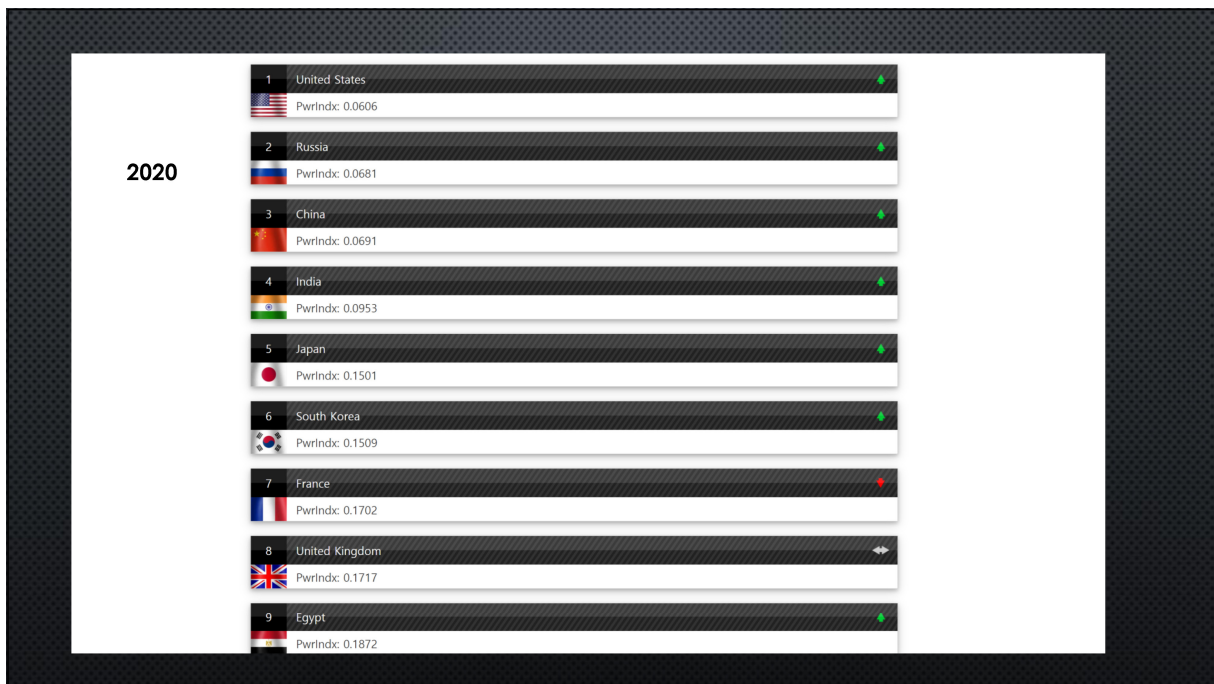 2020
1 United States
PwrIndx: 0.0606
2 Russia
PwrIndx: 0.0681
3 China
PwrIndx: 0.0691
4 India
PwrIndx: 0.0953
5 Japan
PwrIndx: 0.1501
6 South Korea
PwrIndx: 0.1509
7 France
PwrIndx: 0.1702
8 United Kingdom
PwrIndx: 0.1717
9 Egypt
PwrIndx: 0.1872